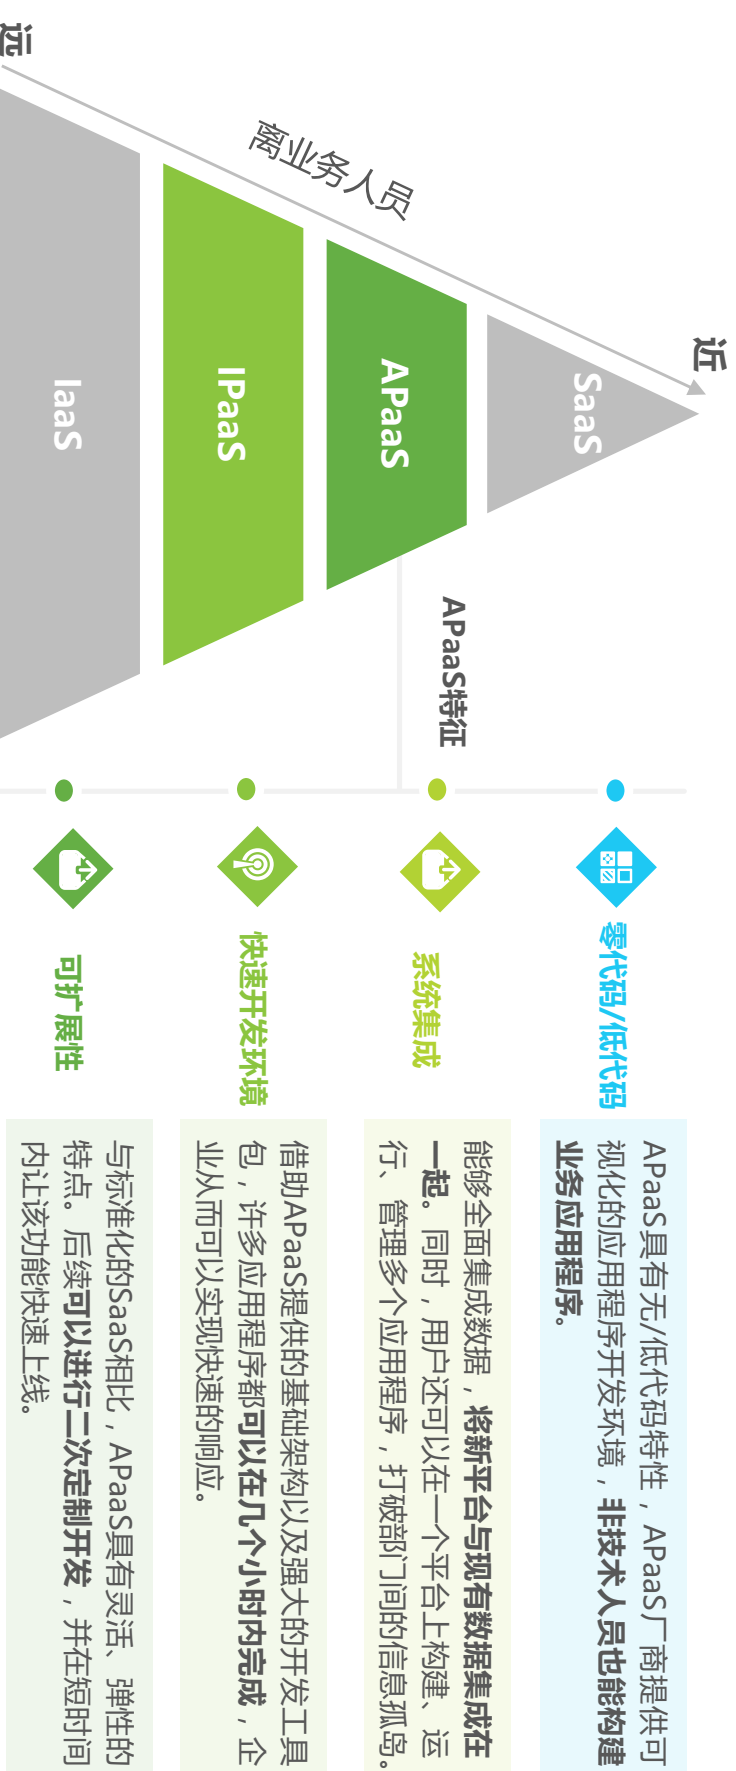 近
离业务人员
远
SaaS
APaaS
IPaaS
IaaS
APaaS特征
零代码/低代码
APaaS具有无/低代码特性，APaaS厂商提供可
视化的应用程序开发环境，非技术人员也能构建
业务应用程序。
系统集成
能够全面集成数据，将新平台与现有数据集成在
一起。同时，用户还可以在一个平台上构建、运
行、管理多个应用程序，打破部门间的信息孤岛。
快速开发环境
借助APaaS提供的基础架构以及强大的开发工具
包，许多应用程序都可以在几个小时内完成，企
业从而可以实现快速的响应。
可扩展性
与标准化的SaaS相比，APaaS具有灵活、弹性的
特点。后续可以进行二次定制开发，并在短时间
内让该功能快速上线。